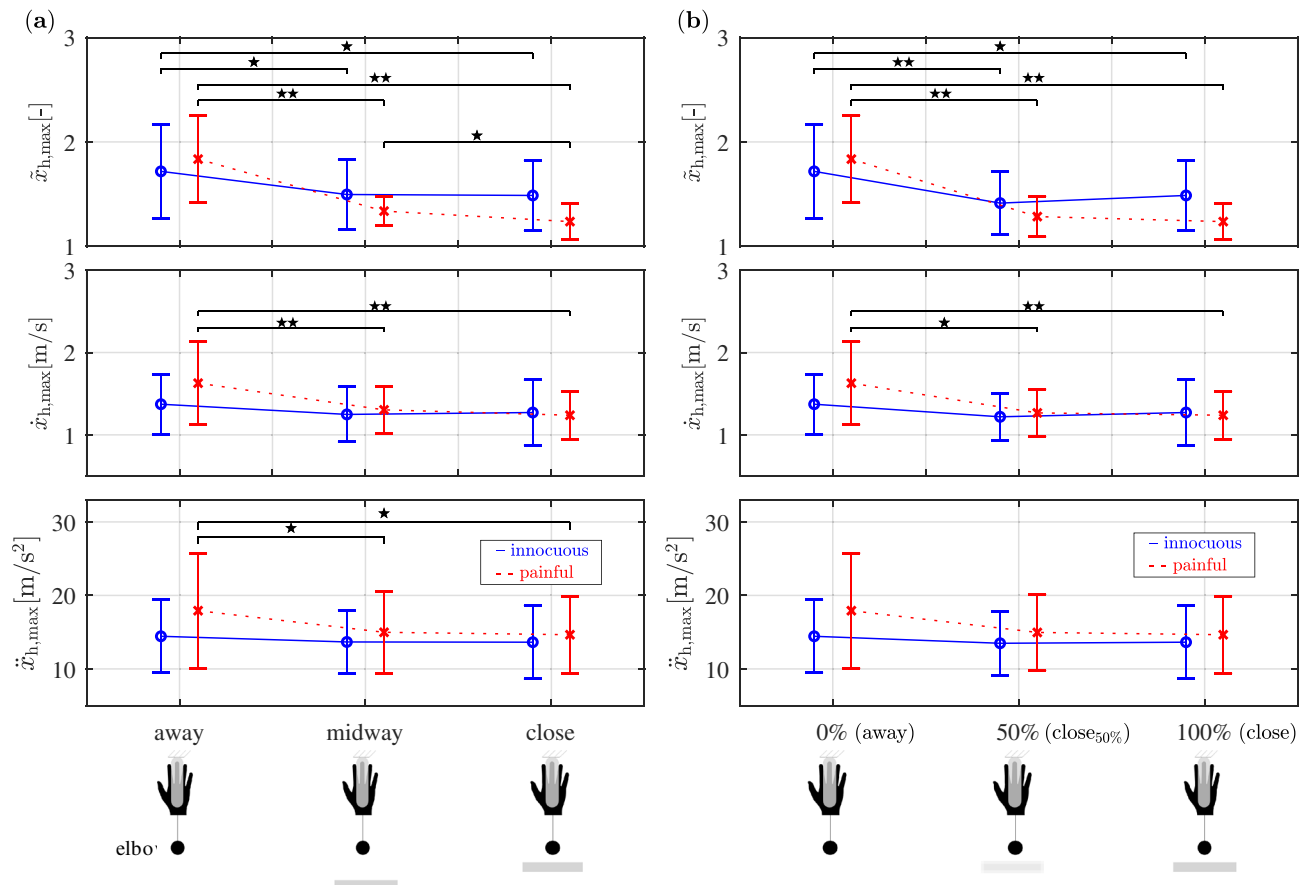 (a)
3
2
1
x̃h,max[-]
★
★
★★
★★
★
3
2
1
ẋh,max[m/s]
★★
★★
30
20
10
ẍh,max[m/s²]
★
★
– innocuous
-- painful
away midway close
elbo
(b)
3
2
1
x̃h,max[-]
★
★★
★★
★★
3
2
1
ẋh,max[m/s]
★★
★
30
20
10
ẍh,max[m/s²]
– innocuous
-- painful
0% (away) 50% (close50%) 100% (close)